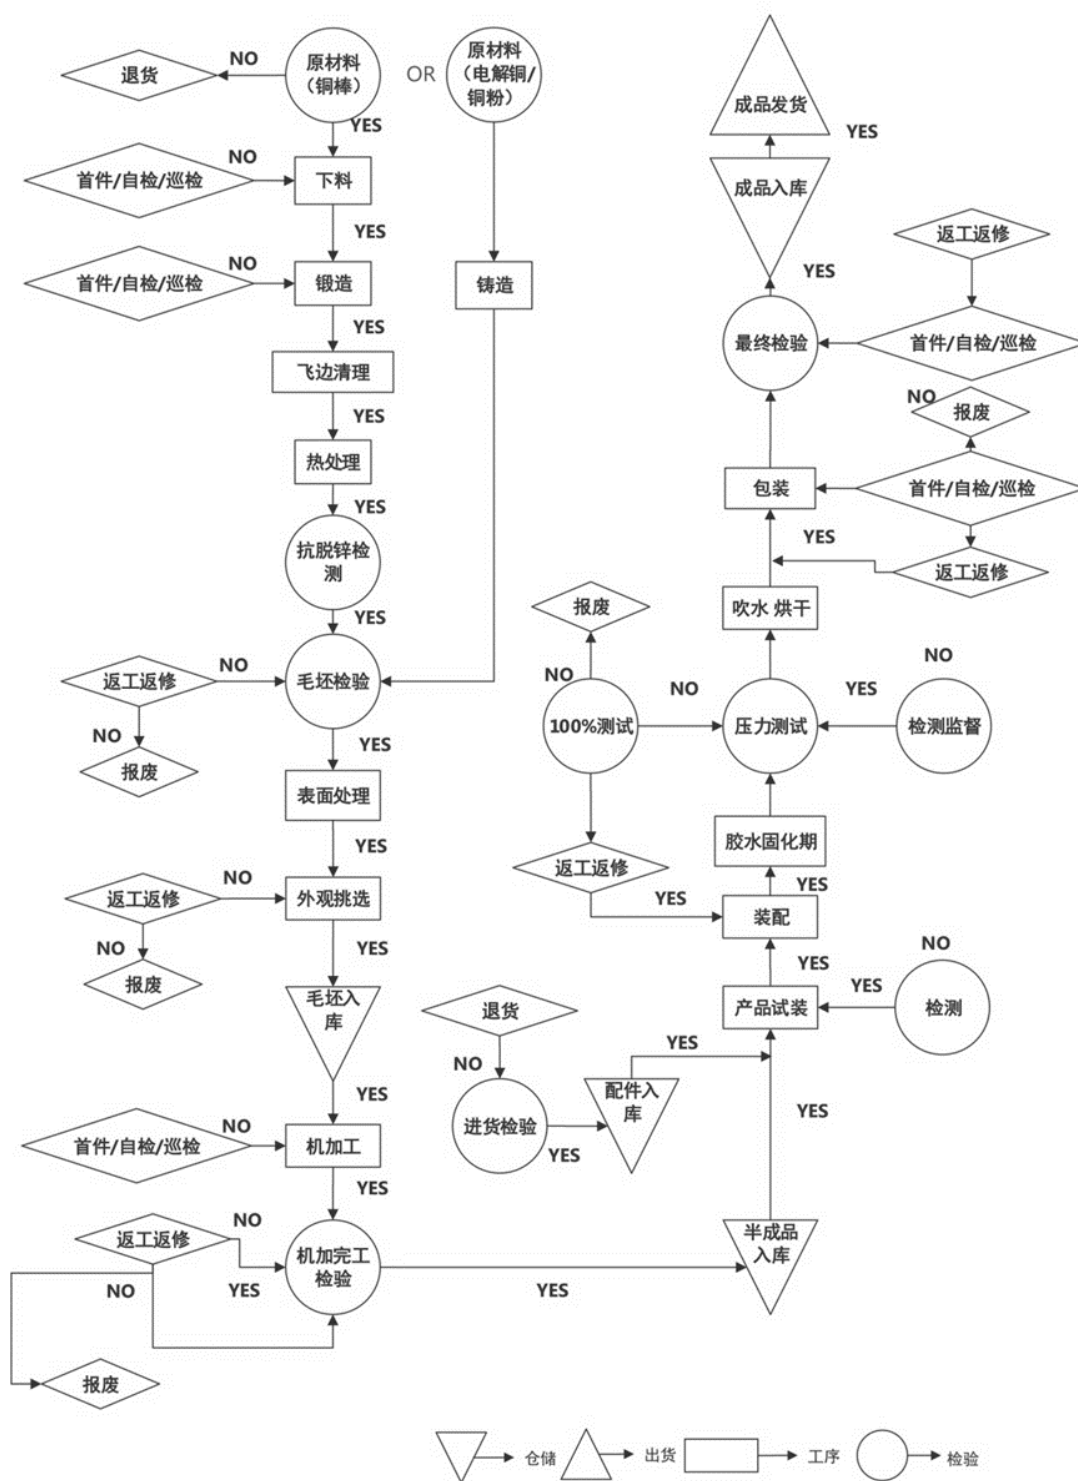 原材料
（铜棒）
NO
退货
OR
原材料
（电解铜/
铜粉）
YES
首件/自检/巡检
NO
下料
YES
首件/自检/巡检
NO
锻造
铸造
YES
飞边清理
YES
热处理
YES
抗脱锌检
测
YES
返工返修
NO
毛坯检验
NO
报废
YES
表面处理
YES
返工返修
NO
外观挑选
NO
报废
YES
毛坯入
库
YES
首件/自检/巡检
NO
机加工
YES
返工返修
NO
YES
机加完工
检验
NO
报废
YES
半成品
入库
YES
退货
NO
进货检验
YES
配件入
库
YES
产品试装
YES
NO
检测
YES
装配
YES
YES
胶水固化期
返工返修
100%测试
NO
报废
NO
压力测试
YES
NO
检测监督
吹水 烘干
YES
返工返修
包装
首件/自检/巡检
NO
报废
最终检验
首件/自检/巡检
返工返修
YES
成品入库
YES
成品发货
仓储
出货
工序
检验